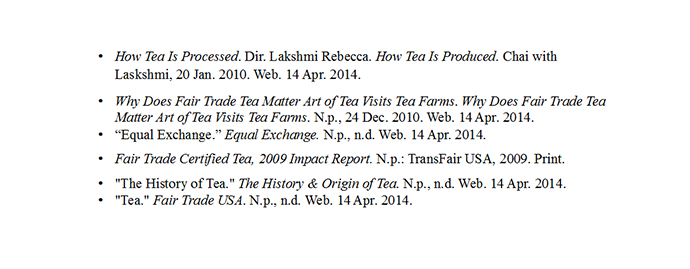 • How Tea Is Processed. Dir. Lakshmi Rebecca. How Tea Is Produced. Chai with
Laskshmi, 20 Jan. 2010. Web. 14 Apr. 2014.
• Why Does Fair Trade Tea Matter Art of Tea Visits Tea Farms. Why Does Fair Trade Tea
Matter Art of Tea Visits Tea Farms. N.p., 24 Dec. 2010. Web. 14 Apr. 2014.
• “Equal Exchange.” Equal Exchange. N.p., n.d. Web. 14 Apr. 2014.
• Fair Trade Certified Tea, 2009 Impact Report. N.p.: TransFair USA, 2009. Print.
• "The History of Tea." The History & Origin of Tea. N.p., n.d. Web. 14 Apr. 2014.
• "Tea." Fair Trade USA. N.p., n.d. Web. 14 Apr. 2014.